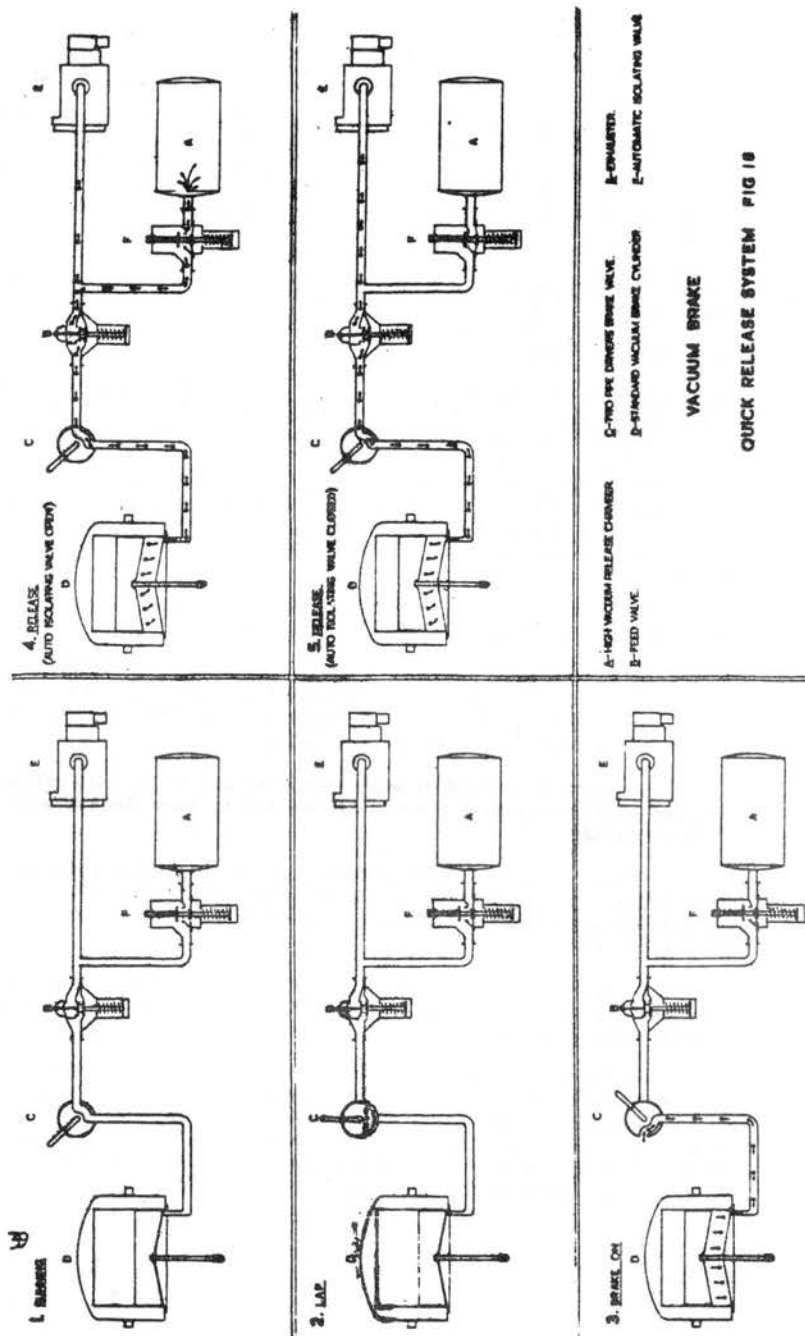 1. RUNNING
D
C
B
F
E
A
2. LAP
D
C
B
F
E
A
3. BRAKE ON
D
C
B
F
E
A
4. RELEASE
(AUTO ISOLATING VALVE OPEN)
D
C
B
F
E
A
5. RELEASE
(AUTO ISOLATING VALVE CLOSED)
D
C
B
F
E
A
A-HIGH VACUUM RELEASE CHAMBER
B-FEED VALVE.
C-TWO PIPE DRIVERS BRAKE VALVE.
D-STANDARD VACUUM BRAKE CYLINDER
E-EXHAUSTER.
F-AUTOMATIC ISOLATING VALVE
VACUUM BRAKE
QUICK RELEASE SYSTEM FIG 18